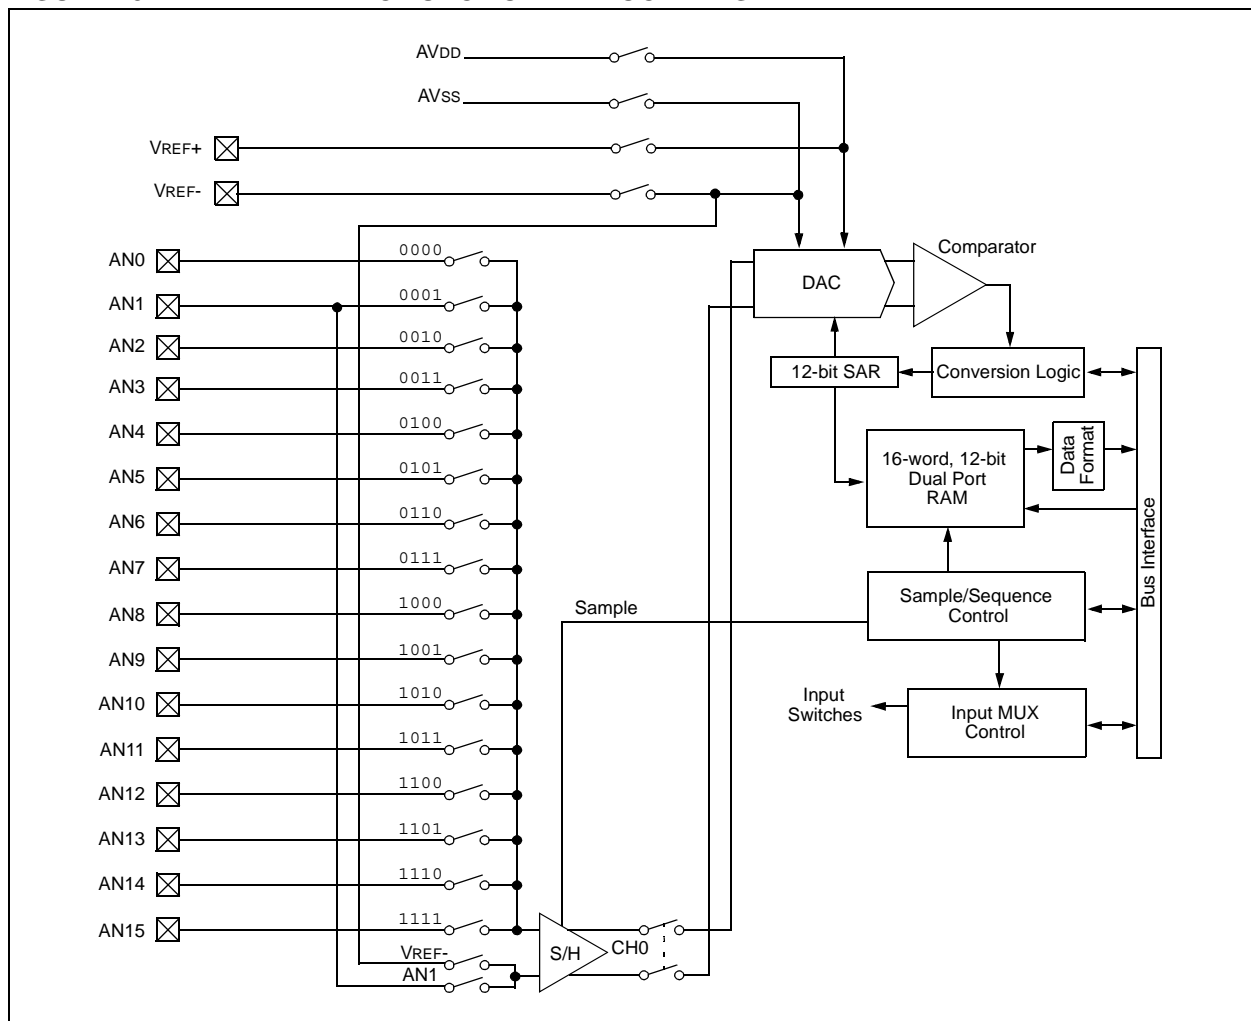 AVDD
AVSS
VREF+
VREF-
AN0
0000
AN1
0001
AN2
0010
AN3
0011
AN4
0100
AN5
0101
AN6
0110
AN7
0111
AN8
1000
AN9
1001
AN10
1010
AN11
1011
AN12
1100
AN13
1101
AN14
1110
AN15
1111
VREF-
AN1
S/H
CH0
DAC
Comparator
12-bit SAR
Conversion Logic
16-word, 12-bit
Dual Port
RAM
Data
Format
Bus Interface
Sample/Sequence
Control
Sample
Input
Switches
Input MUX
Control